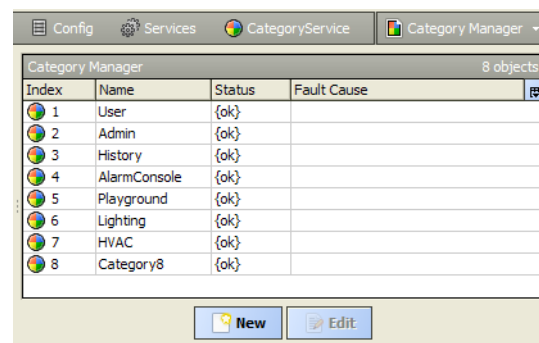 Config Services CategoryService Category Manager
Category Manager 8 objects
Index Name Status Fault Cause
1 User {ok}
2 Admin {ok}
3 History {ok}
4 AlarmConsole {ok}
5 Playground {ok}
6 Lighting {ok}
7 HVAC {ok}
8 Category8 {ok}
New Edit